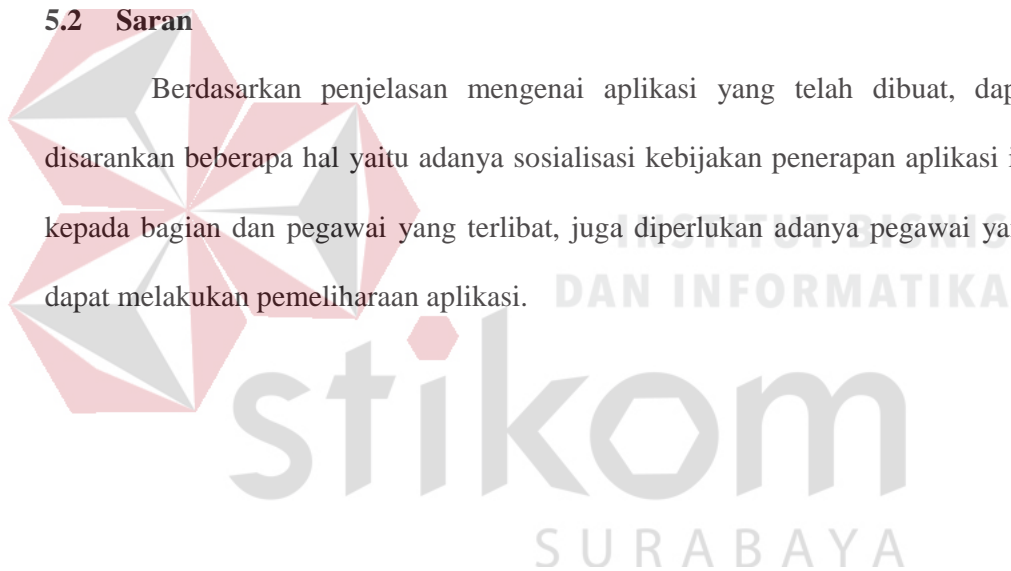 5.2 Saran
Berdasarkan penjelasan mengenai aplikasi yang telah dibuat, dap
disarankan beberapa hal yaitu adanya sosialisasi kebijakan penerapan aplikasi i
kepada bagian dan pegawai yang terlibat, juga diperlukan adanya pegawai ya
dapat melakukan pemeliharaan aplikasi.
INSTITUT BISNIS
DAN INFORMATIKA
stikom
SURABAYA